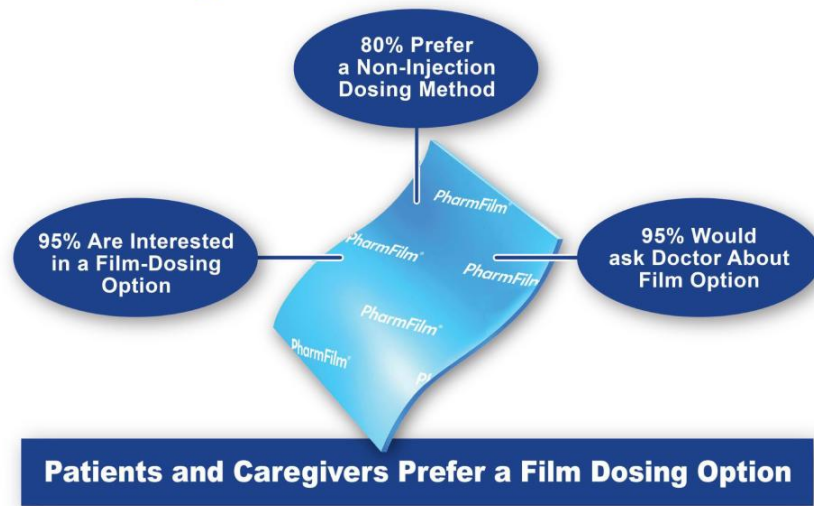 80% Prefer
a Non-Injection
Dosing Method
95% Are Interested
in a Film-Dosing
Option
95% Would
ask Doctor About
Film Option
PharmFilm®
PharmFilm®
PharmFilm
PharmFilm®
PharmFilm®
Patients and Caregivers Prefer a Film Dosing Option